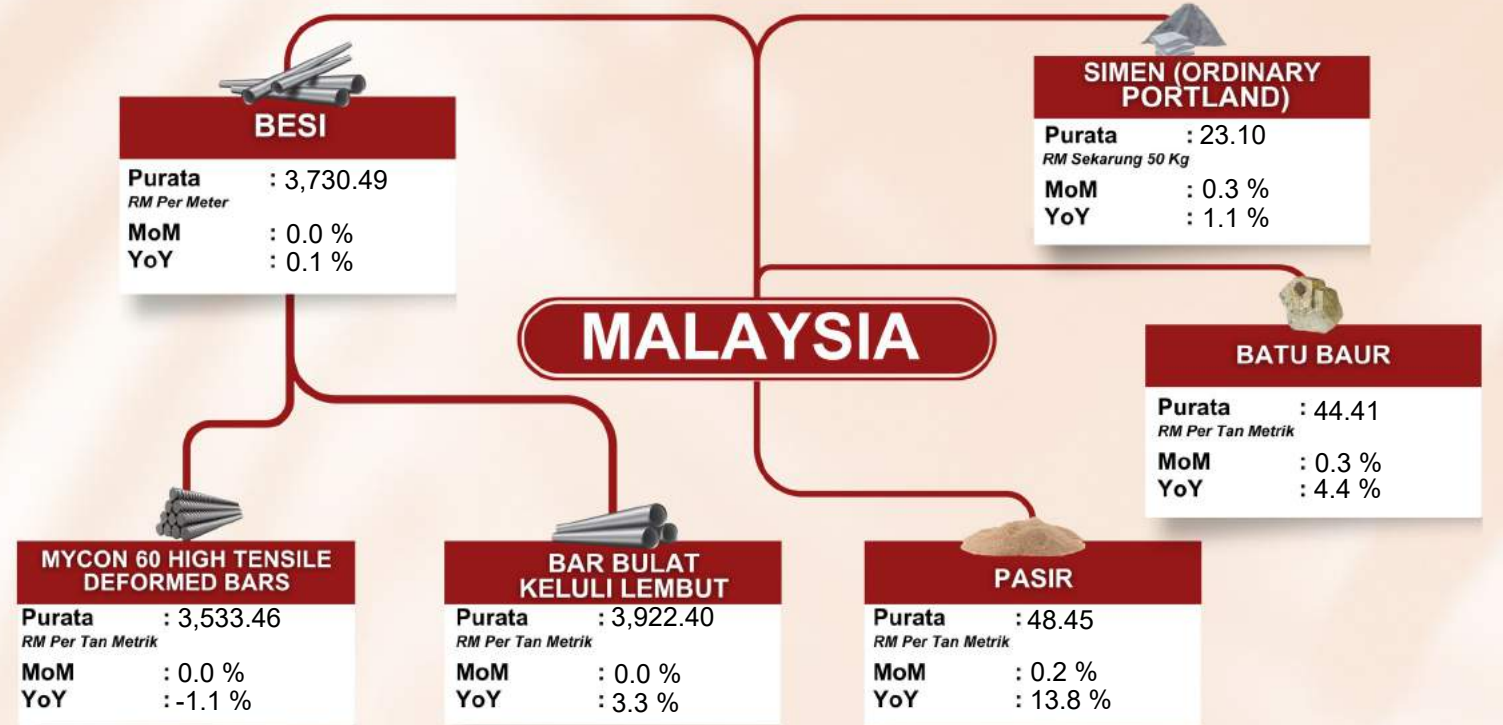 BESI
Purata : 3,730.49
RM Per Meter
MoM : 0.0 %
YoY : 0.1 %
SIMEN (ORDINARY
PORTLAND)
Purata : 23.10
RM Sekarung 50 Kg
MoM : 0.3 %
YoY : 1.1 %
MALAYSIA
BATU BAUR
Purata : 44.41
RM Per Tan Metrik
MoM : 0.3 %
YoY : 4.4 %
MYCON 60 HIGH TENSILE
DEFORMED BARS
Purata : 3,533.46
RM Per Tan Metrik
MoM : 0.0 %
YoY : -1.1 %
BAR BULAT
KELULI LEMBUT
Purata : 3,922.40
RM Per Tan Metrik
MoM : 0.0 %
YoY : 3.3 %
PASIR
Purata : 48.45
RM Per Tan Metrik
MoM : 0.2 %
YoY : 13.8 %